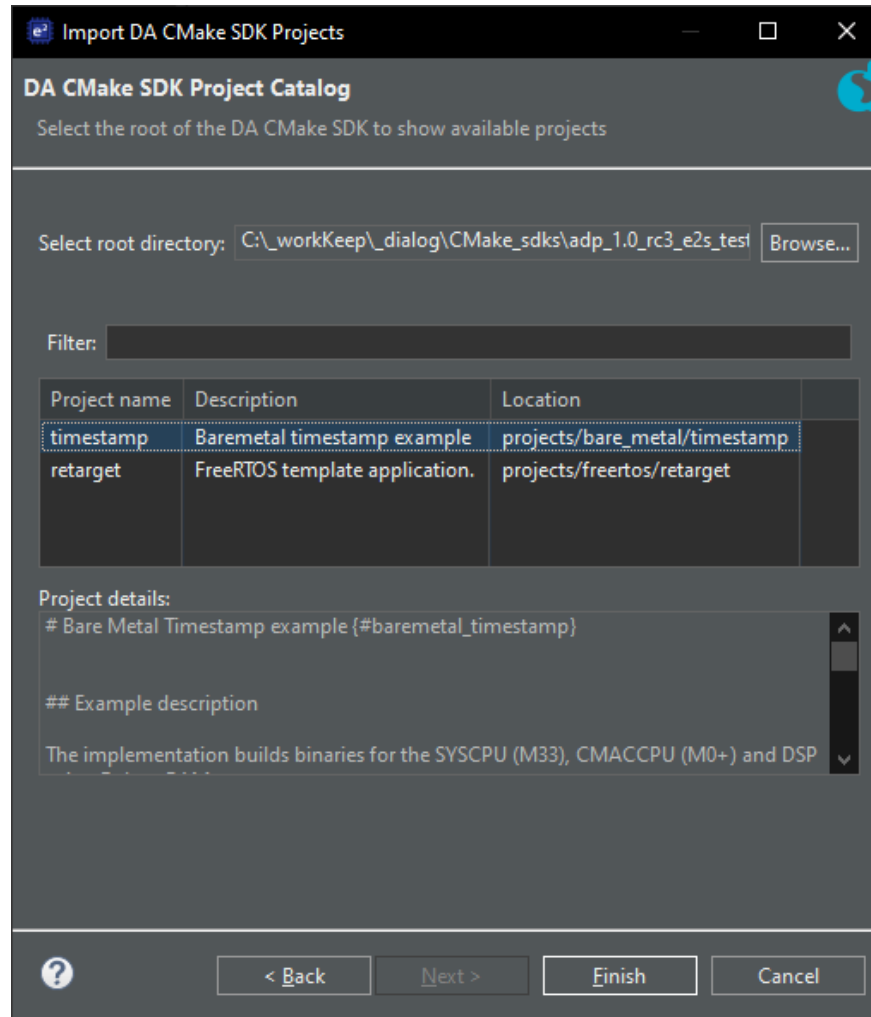 e² Import DA CMake SDK Projects
DA CMake SDK Project Catalog
Select the root of the DA CMake SDK to show available projects
Select root directory: C:\_workKeep\_dialog\CMake_sdks\adp_1.0_rc3_e2s_test Browse...
Filter:
Project name Description Location
timestamp Baremetal timestamp example projects/bare_metal/timestamp
retarget FreeRTOS template application. projects/freertos/retarget
Project details:
# Bare Metal Timestamp example {#baremetal_timestamp}
## Example description
The implementation builds binaries for the SYSCPU (M33), CMACCPU (M0+) and DSP
? < Back Next > Finish Cancel